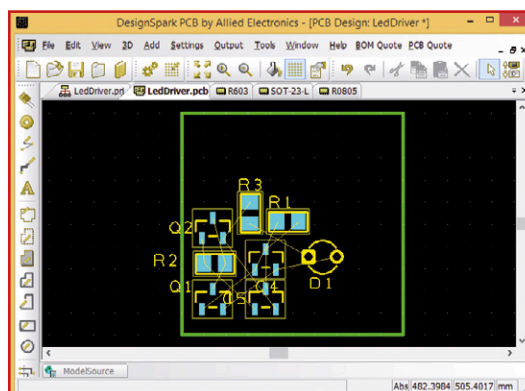 DesignSpark PCB by Allied Electronics - [PCB Design: LedDriver *]
File Edit View 3D Add Settings Output Tools Window Help BOM Quote PCB Quote
LedDriver.prj LedDriver.pcb R603 SOT-23-L R0805
R3
R1
Q2
R2
D1
Q1 Q5 Q4
ModelSource
Abs 482.3984 505.4017 mm